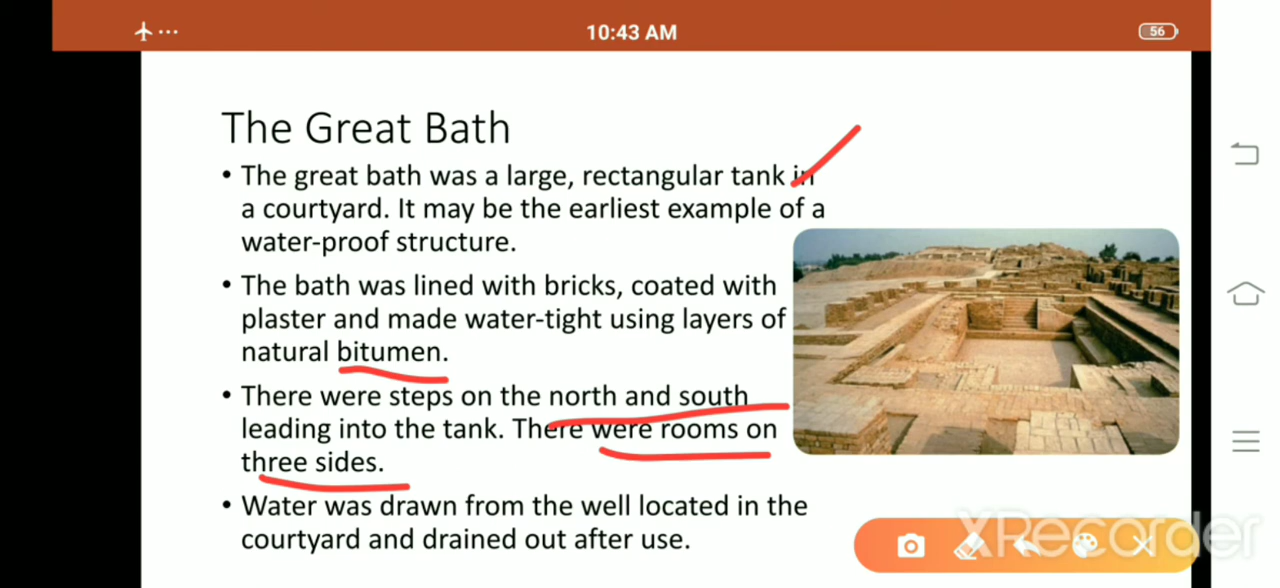 10:43 AM
56
The Great Bath
• The great bath was a large, rectangular tank in
a courtyard. It may be the earliest example of a
water-proof structure.
• The bath was lined with bricks, coated with
plaster and made water-tight using layers of
natural bitumen.
• There were steps on the north and south
leading into the tank. There were rooms on
three sides.
• Water was drawn from the well located in the
courtyard and drained out after use.
XRecorder